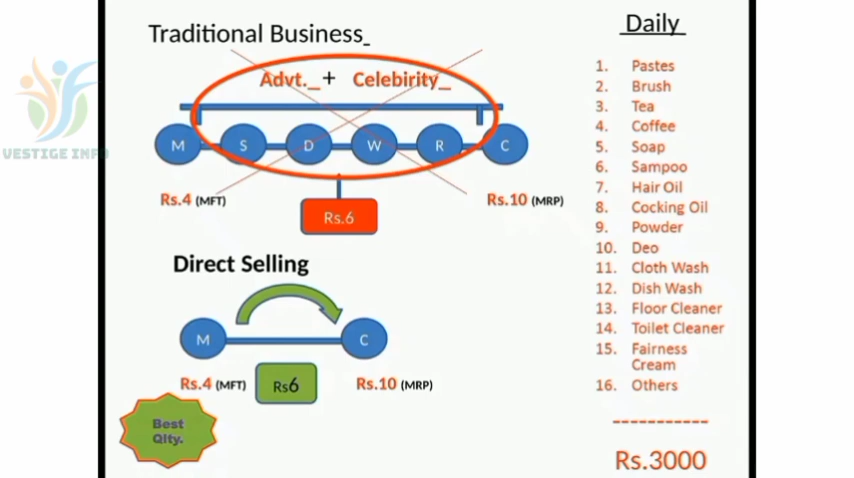 Traditional Business_
Advt._ + Celebirity_
M S D W R C
Rs.4 (MFT)
Rs.10 (MRP)
Rs.6
Direct Selling
M C
Rs.4 (MFT)
Rs6
Rs.10 (MRP)
Best
Qlty.
VESTIGE INFO
Daily
1. Pastes
2. Brush
3. Tea
4. Coffee
5. Soap
6. Sampoo
7. Hair Oil
8. Cocking Oil
9. Powder
10. Deo
11. Cloth Wash
12. Dish Wash
13. Floor Cleaner
14. Toilet Cleaner
15. Fairness
Cream
16. Others
-----------
Rs.3000